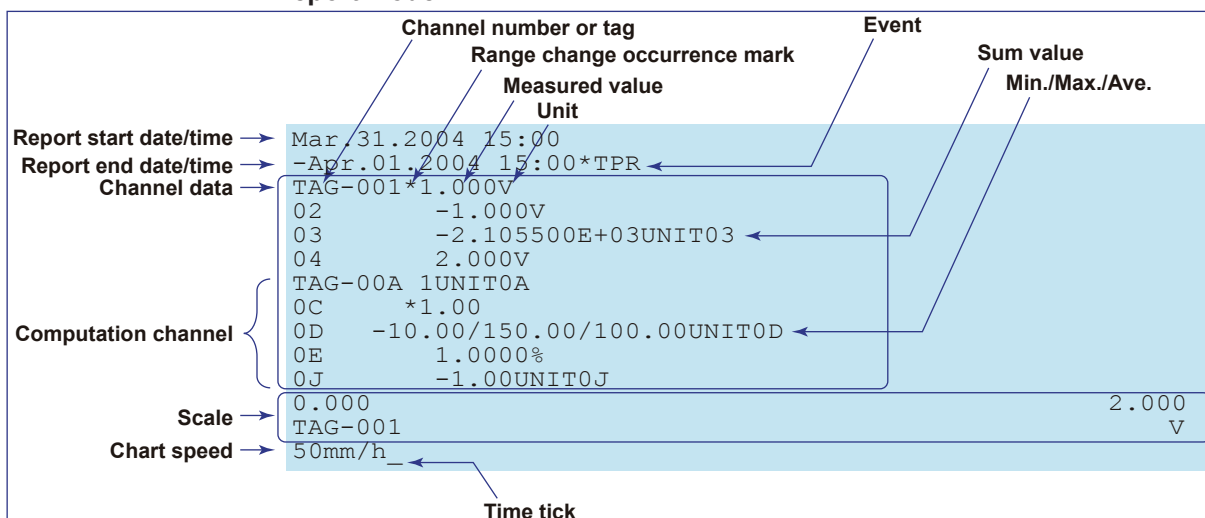 Channel number or tag
Event
Range change occurrence mark
Sum value
Measured value
Min./Max./Ave.
Unit
Report start date/time
Mar.31.2004 15:00
Report end date/time
-Apr.01.2004 15:00*TPR
Channel data
TAG-001*1.000V
02 -1.000V
03 -2.105500E+03UNIT03
04 2.000V
TAG-00A 1UNIT0A
0C *1.00
Computation channel
0D -10.00/150.00/100.00UNIT0D
0E 1.0000%
0J -1.00UNIT0J
Scale
0.000 2.000
TAG-001 V
Chart speed
50mm/h_
Time tick